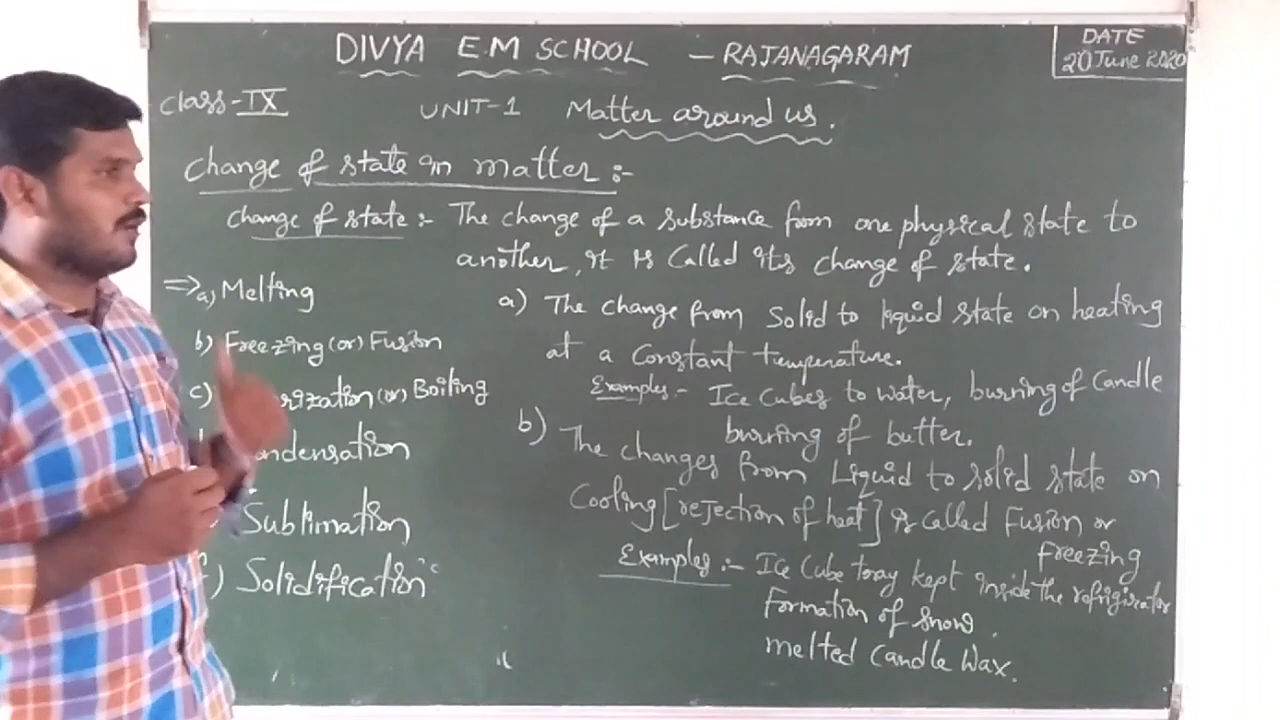 DIVYA E.M SCHOOL - RAJANAGARAM
DATE
20 June 2020
Class-IX
UNIT-1 Matter around us.
Change of state in matter:-
Change of state:- The change of a substance from one physical state to
another, it is called its change of state.
=> a) Melting
b) Freezing (or) Fusion
c) rization (or) Boiling
ndensation
Sublimation
) Solidification
a) The change from Solid to liquid state on heating
at a Constant temperature.
Examples:- Ice Cubes to water, burning of Candle
burning of butter.
b) The changes from Liquid to solid state on
Cooling [rejection of heat] is called Fusion or
freezing
Examples:- Ice Cube tray kept inside the refrigirator
Formation of snow.
melted Candle Wax.